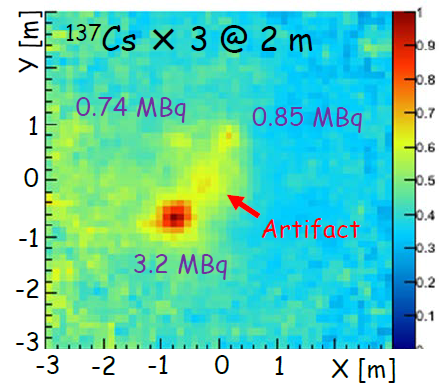 y [m]
¹³⁷Cs × 3 @ 2 m
0.74 MBq
0.85 MBq
Artifact
3.2 MBq
1
0
-1
-2
-3
-3 -2 -1 0 1 X [m]
1
0.9
0.8
0.7
0.6
0.5
0.4
0.3
0.2
0.1
0